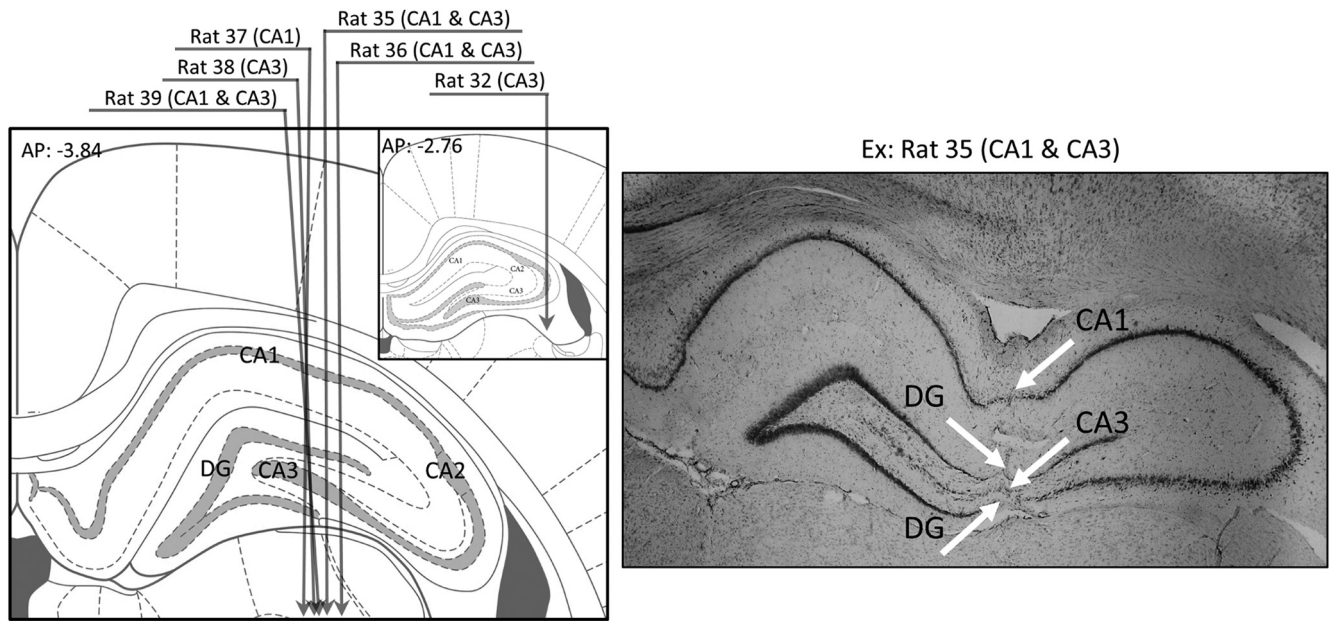 Rat 35 (CA1 & CA3)
Rat 37 (CA1)
Rat 36 (CA1 & CA3)
Rat 38 (CA3)
Rat 32 (CA3)
Rat 39 (CA1 & CA3)
AP: -3.84
AP: -2.76
CA1
CA2
CA3
CA3
CA1
DG
CA3
CA2
Ex: Rat 35 (CA1 & CA3)
CA1
DG
CA3
DG